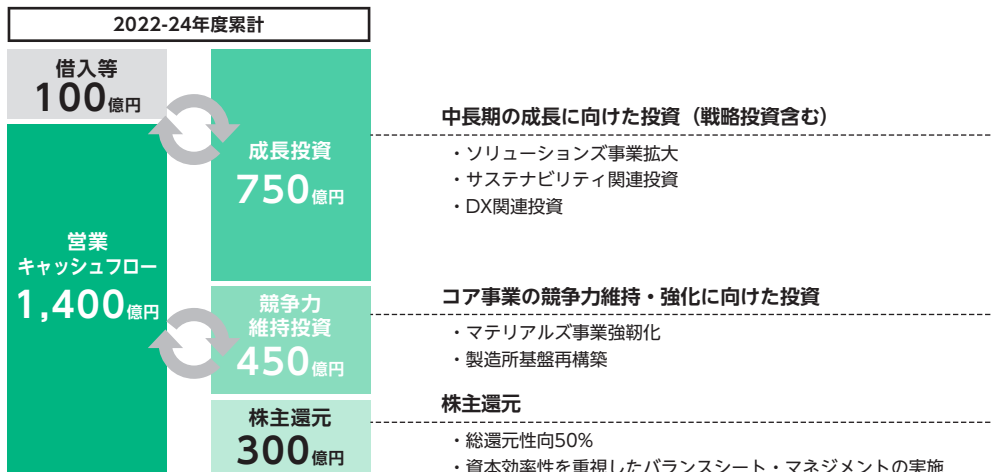 2022-24年度累計
借入等
100億円
営業
キャッシュフロー
1,400億円
成長投資
750億円
競争力
維持投資
450億円
株主還元
300億円
中長期の成長に向けた投資（戦略投資含む）
・ソリューションズ事業拡大
・サステナビリティ関連投資
・DX関連投資
コア事業の競争力維持・強化に向けた投資
・マテリアルズ事業強靭化
・製造所基盤再構築
株主還元
・総還元性向50%
・資本効率性を重視したバランスシート・マネジメントの実施